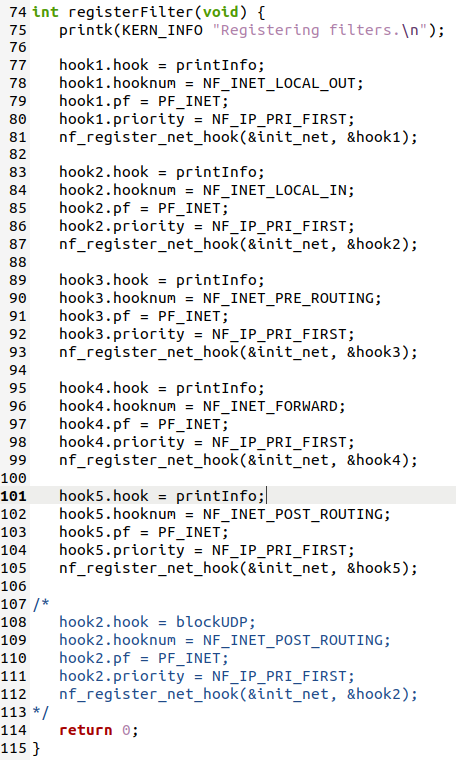 74 int registerFilter(void) {
75    printk(KERN_INFO "Registering filters.\n");
76
77    hook1.hook = printInfo;
78    hook1.hooknum = NF_INET_LOCAL_OUT;
79    hook1.pf = PF_INET;
80    hook1.priority = NF_IP_PRI_FIRST;
81    nf_register_net_hook(&init_net, &hook1);
82
83    hook2.hook = printInfo;
84    hook2.hooknum = NF_INET_LOCAL_IN;
85    hook2.pf = PF_INET;
86    hook2.priority = NF_IP_PRI_FIRST;
87    nf_register_net_hook(&init_net, &hook2);
88
89    hook3.hook = printInfo;
90    hook3.hooknum = NF_INET_PRE_ROUTING;
91    hook3.pf = PF_INET;
92    hook3.priority = NF_IP_PRI_FIRST;
93    nf_register_net_hook(&init_net, &hook3);
94
95    hook4.hook = printInfo;
96    hook4.hooknum = NF_INET_FORWARD;
97    hook4.pf = PF_INET;
98    hook4.priority = NF_IP_PRI_FIRST;
99    nf_register_net_hook(&init_net, &hook4);
100
101    hook5.hook = printInfo;
102    hook5.hooknum = NF_INET_POST_ROUTING;
103    hook5.pf = PF_INET;
104    hook5.priority = NF_IP_PRI_FIRST;
105    nf_register_net_hook(&init_net, &hook5);
106
107 /*
108    hook2.hook = blockUDP;
109    hook2.hooknum = NF_INET_POST_ROUTING;
110    hook2.pf = PF_INET;
111    hook2.priority = NF_IP_PRI_FIRST;
112    nf_register_net_hook(&init_net, &hook2);
113 */
114    return 0;
115 }